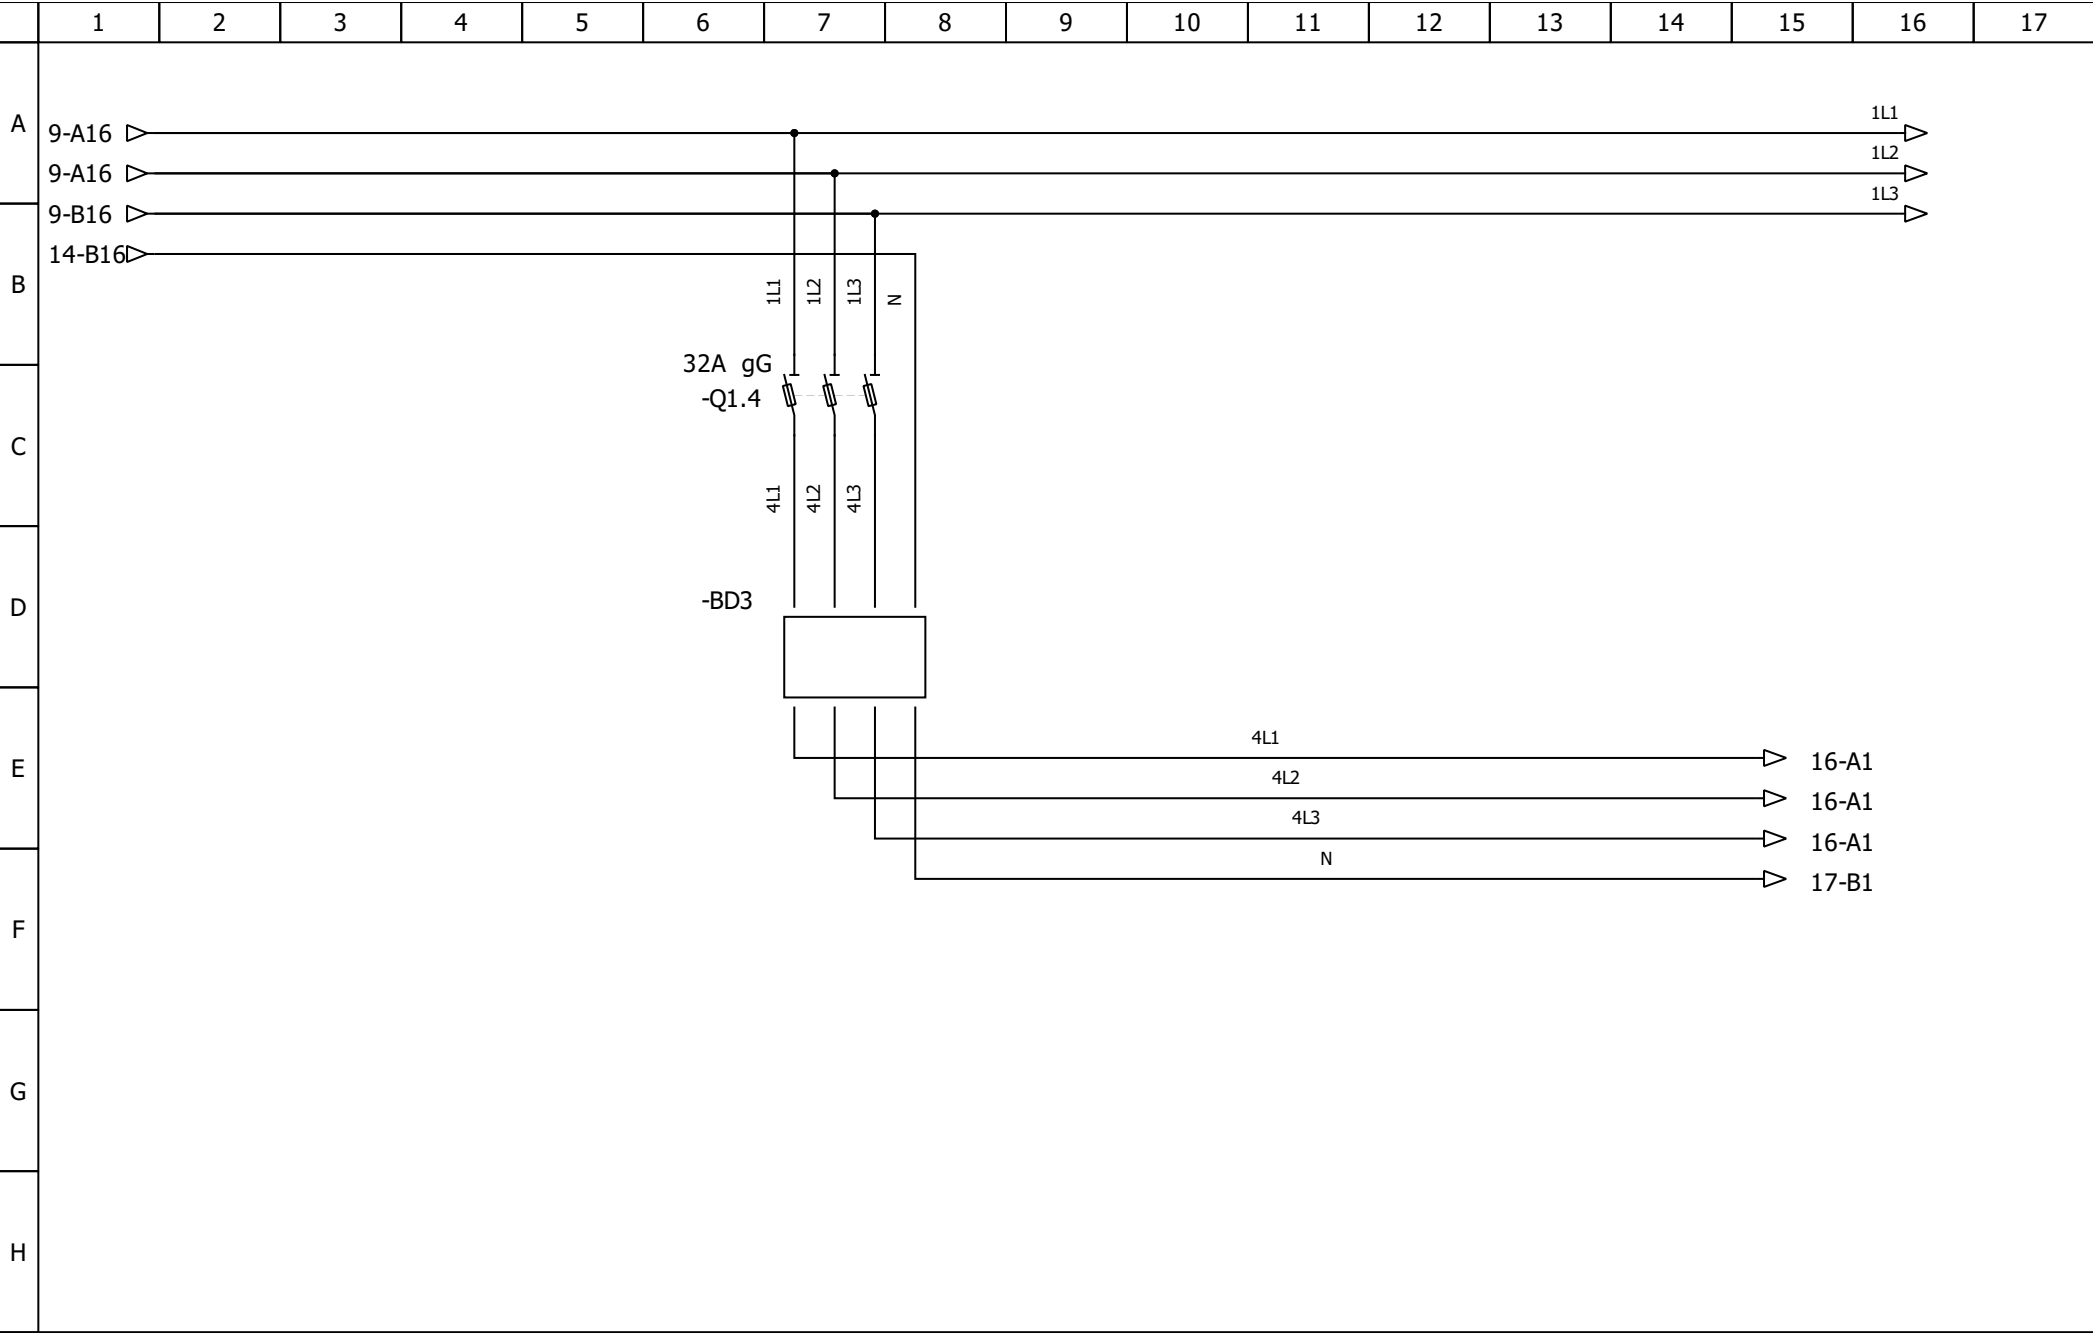 1 2 3 4 5 6 7 8 9 10 11 12 13 14 15 16 17
A
1L1
9-A16
1L2
9-A16
1L3
9-B16
14-B16
B
1L1 1L2 1L3 N
32A gG
-Q1.4
C
4L1 4L2 4L3
-BD3
D
4L1
E
16-A1
4L2
16-A1
4L3
16-A1
N
17-B1
F
G
H